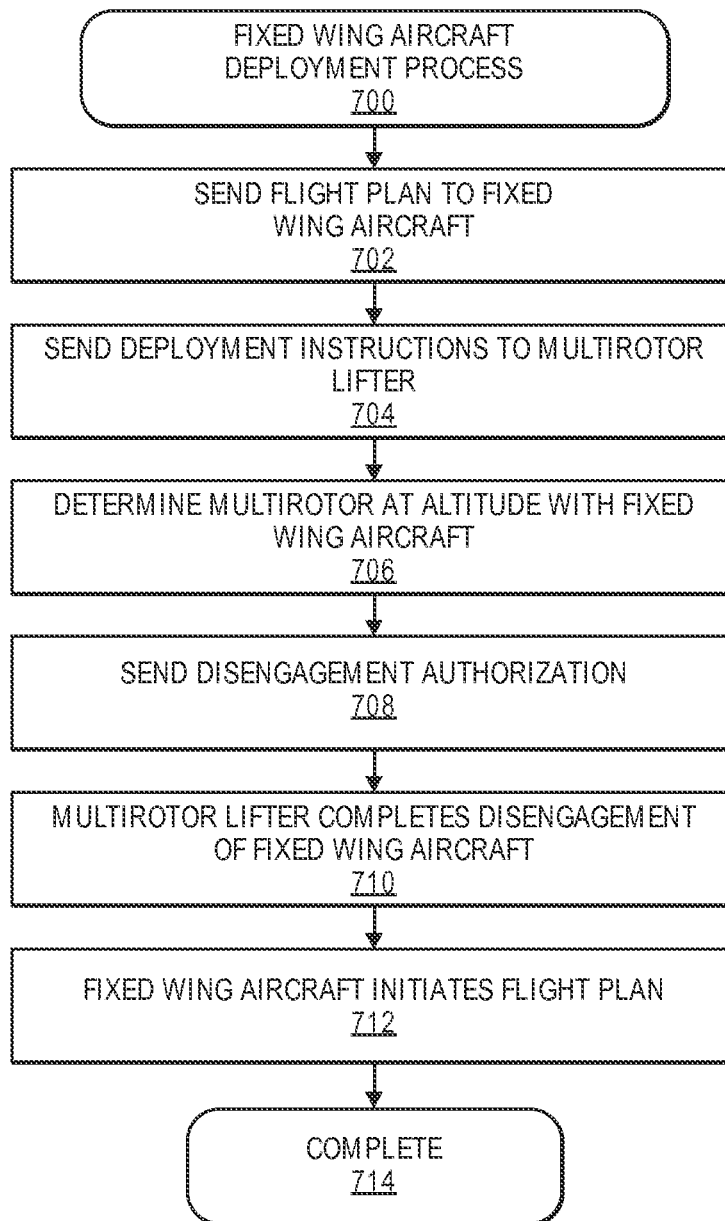 FIXED WING AIRCRAFT
DEPLOYMENT PROCESS
700
SEND FLIGHT PLAN TO FIXED
WING AIRCRAFT
702
SEND DEPLOYMENT INSTRUCTIONS TO MULTIROTOR
LIFTER
704
DETERMINE MULTIROTOR AT ALTITUDE WITH FIXED
WING AIRCRAFT
706
SEND DISENGAGEMENT AUTHORIZATION
708
MULTIROTOR LIFTER COMPLETES DISENGAGEMENT
OF FIXED WING AIRCRAFT
710
FIXED WING AIRCRAFT INITIATES FLIGHT PLAN
712
COMPLETE
714